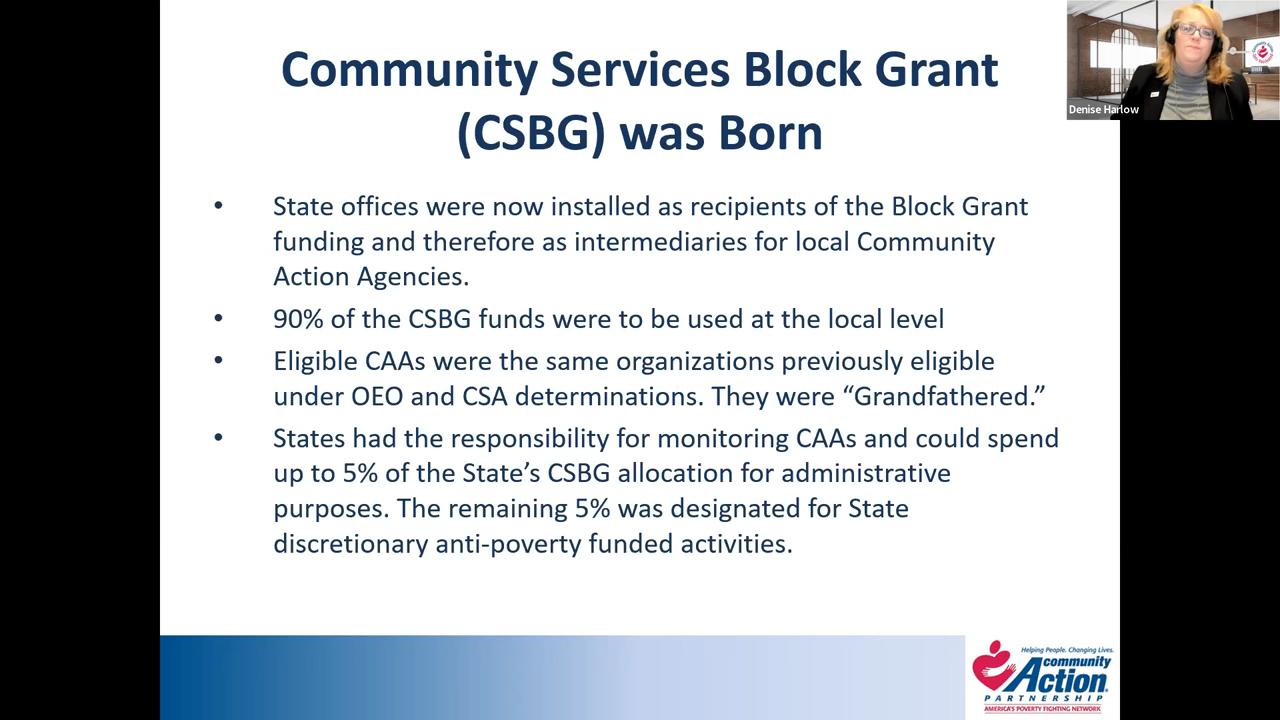 Community Services Block Grant
(CSBG) was Born
Denise Harlow
• State offices were now installed as recipients of the Block Grant
funding and therefore as intermediaries for local Community
Action Agencies.
• 90% of the CSBG funds were to be used at the local level
• Eligible CAAs were the same organizations previously eligible
under OEO and CSA determinations. They were “Grandfathered.”
• States had the responsibility for monitoring CAAs and could spend
up to 5% of the State’s CSBG allocation for administrative
purposes. The remaining 5% was designated for State
discretionary anti-poverty funded activities.
Helping People. Changing Lives.
community
Action®
PARTNERSHIP
AMERICA'S POVERTY FIGHTING NETWORK